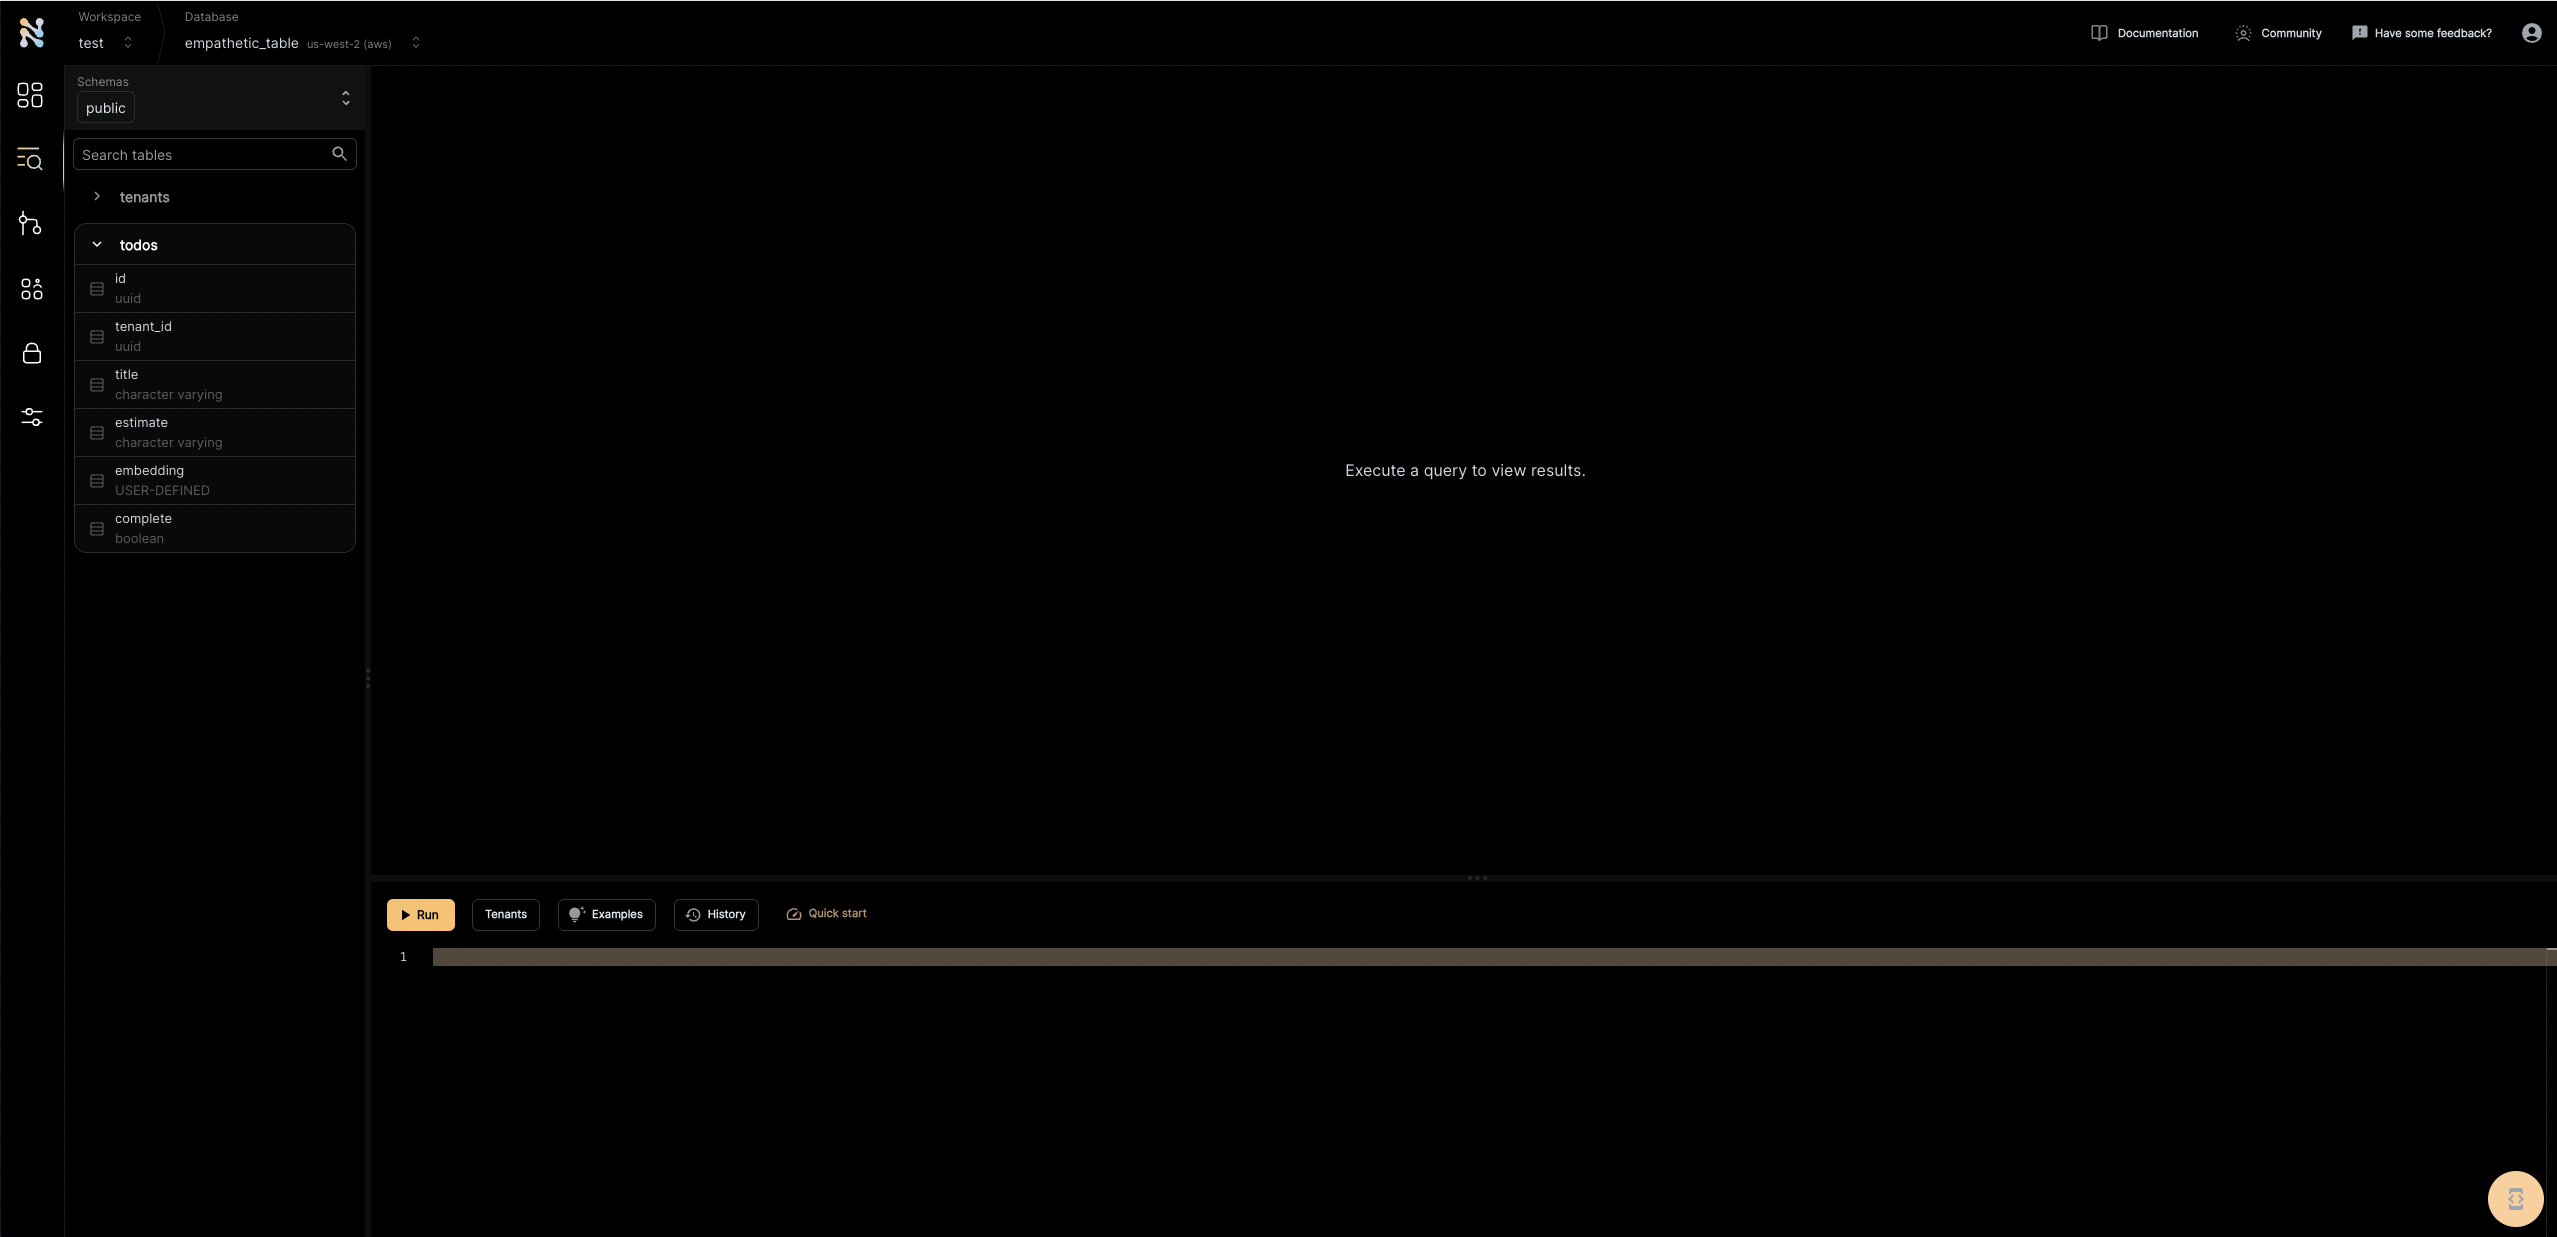 Workspace
test
Database
empathetic_table us-west-2 (aws)
Documentation
Community
Have some feedback?
Schemas
public
Search tables
tenants
todos
id
uuid
tenant_id
uuid
title
character varying
estimate
character varying
embedding
USER-DEFINED
complete
boolean
Execute a query to view results.
Run
Tenants
Examples
History
Quick start
1